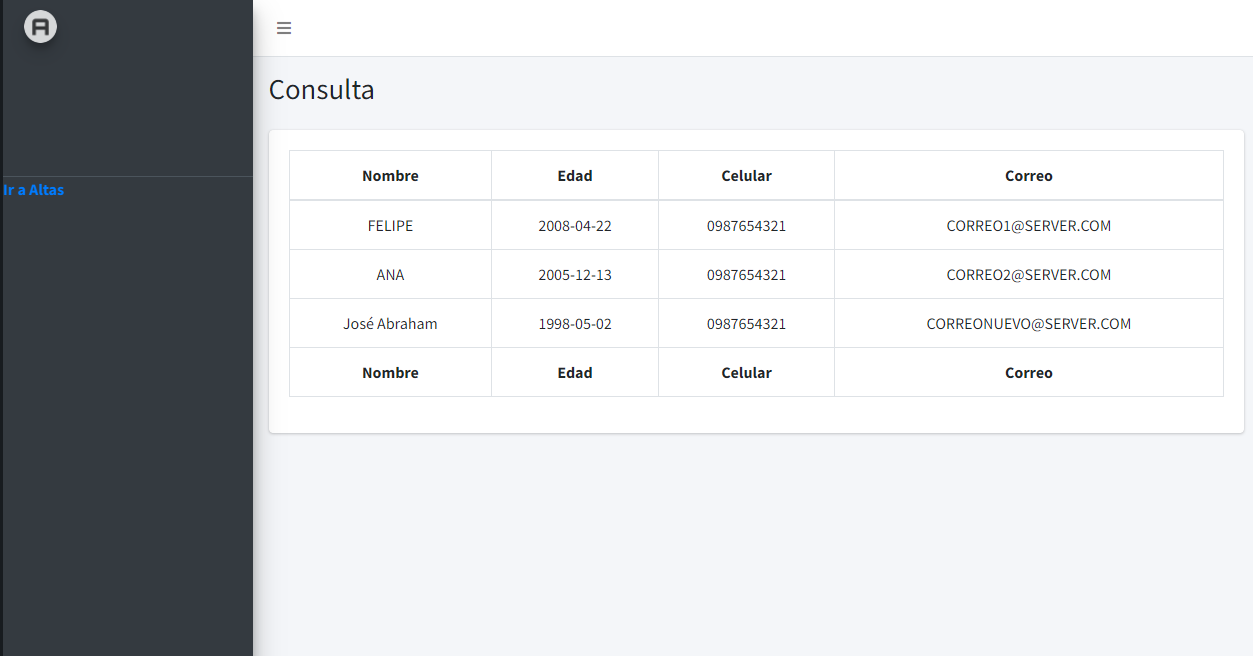 Ir a Altas
Consulta
Nombre Edad Celular Correo
FELIPE 2008-04-22 0987654321 CORREO1@SERVER.COM
ANA 2005-12-13 0987654321 CORREO2@SERVER.COM
José Abraham 1998-05-02 0987654321 CORREONUEVO@SERVER.COM
Nombre Edad Celular Correo